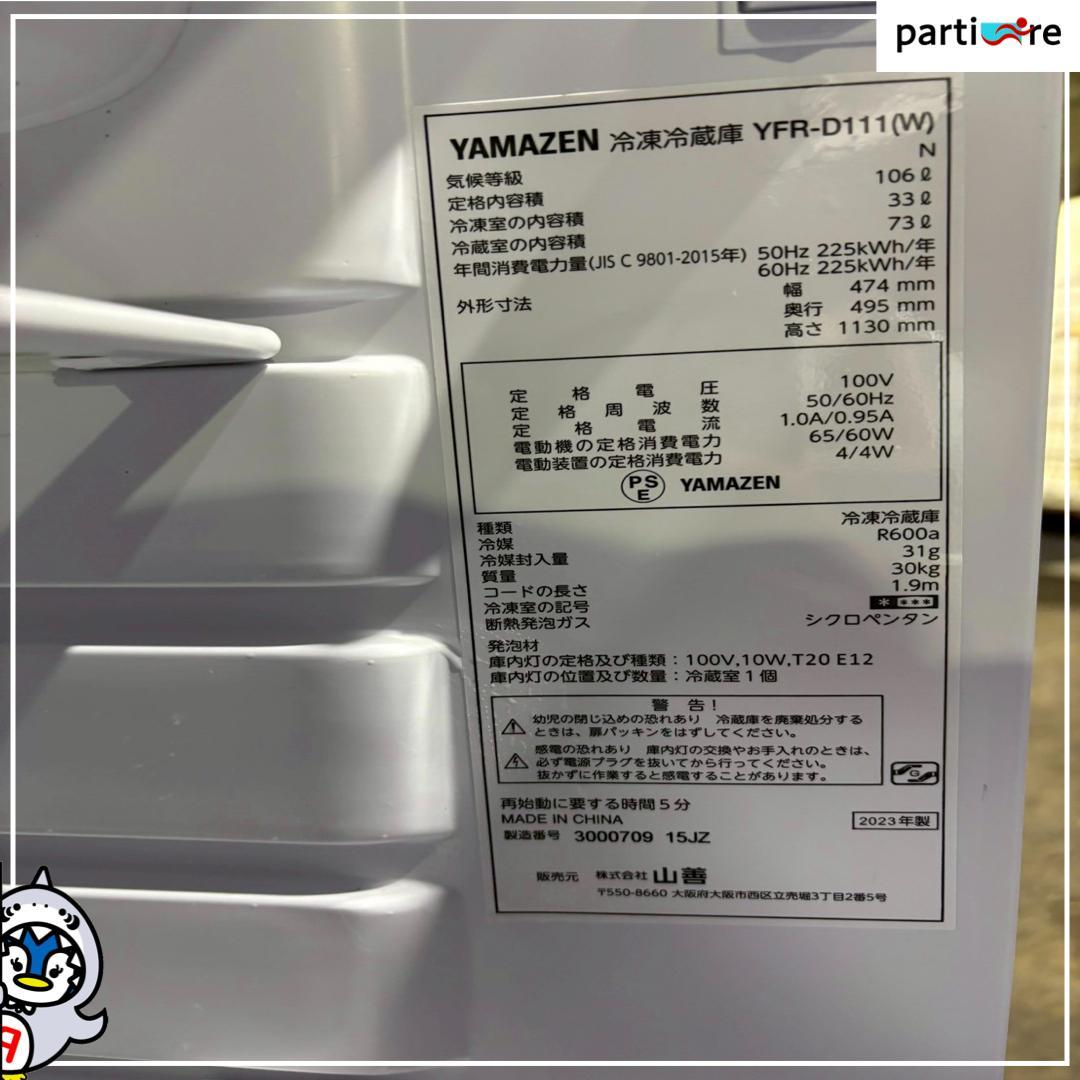 partiire
YAMAZEN 冷凍冷蔵庫 YFR-D111(W)
気候等級 N
定格内容積 106ℓ
冷凍室の内容積 33ℓ
冷蔵室の内容積 73ℓ
年間消費電力量(JIS C 9801-2015年) 50Hz 225kWh/年
60Hz 225kWh/年
外形寸法 幅 474 mm
奥行 495 mm
高さ 1130 mm
定格電圧 100V
定格周波数 50/60Hz
定格電流 1.0A/0.95A
電動機の定格消費電力 65/60W
電動装置の定格消費電力 4/4W
PS E YAMAZEN
種類 冷凍冷蔵庫
冷媒 R600a
冷媒封入量 31g
質量 30kg
コードの長さ 1.9m
冷凍室の記号 * ***
断熱発泡ガス シクロペンタン
発泡材
庫内灯の定格及び種類：100V,10W,T20 E12
庫内灯の位置及び数量：冷蔵室1個
警 告！
幼児の閉じ込めの恐れあり 冷蔵庫を廃棄処分する
ときは、扉パッキンをはずしてください。
感電の恐れあり 庫内灯の交換やお手入れのときは、
必ず電源プラグを抜いてから行ってください。
抜かずに作業すると感電することがあります。
G
再始動に要する時間5分
MADE IN CHINA 2023年製
製造番号 3000709 15JZ
販売元 株式会社 山善
〒550-8660 大阪府大阪市西区立売堀3丁目2番5号